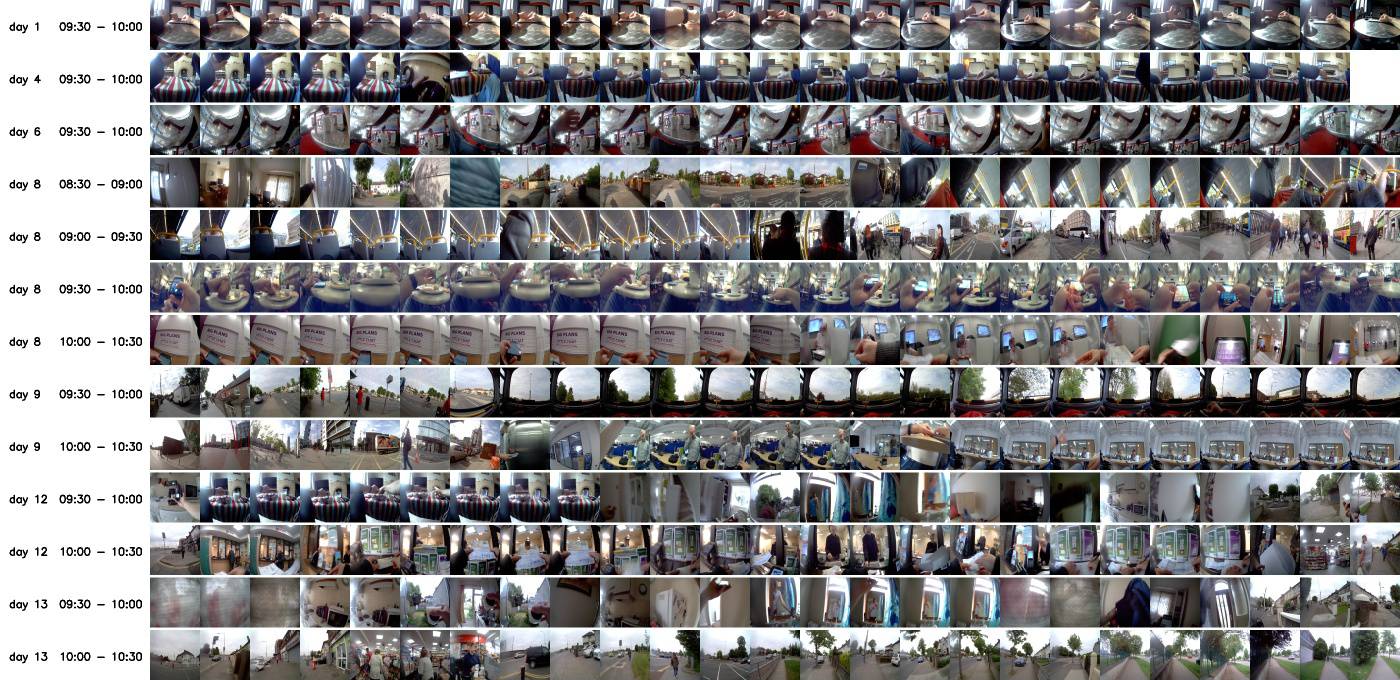 day 1 09:30 – 10:00
day 4 09:30 – 10:00
day 6 09:30 – 10:00
day 8 08:30 – 09:00
day 8 09:00 – 09:30
day 8 09:30 – 10:00
day 8 10:00 – 10:30
BIG PLANS
day 9 09:30 – 10:00
day 9 10:00 – 10:30
day 12 09:30 – 10:00
day 12 10:00 – 10:30
day 13 09:30 – 10:00
day 13 10:00 – 10:30